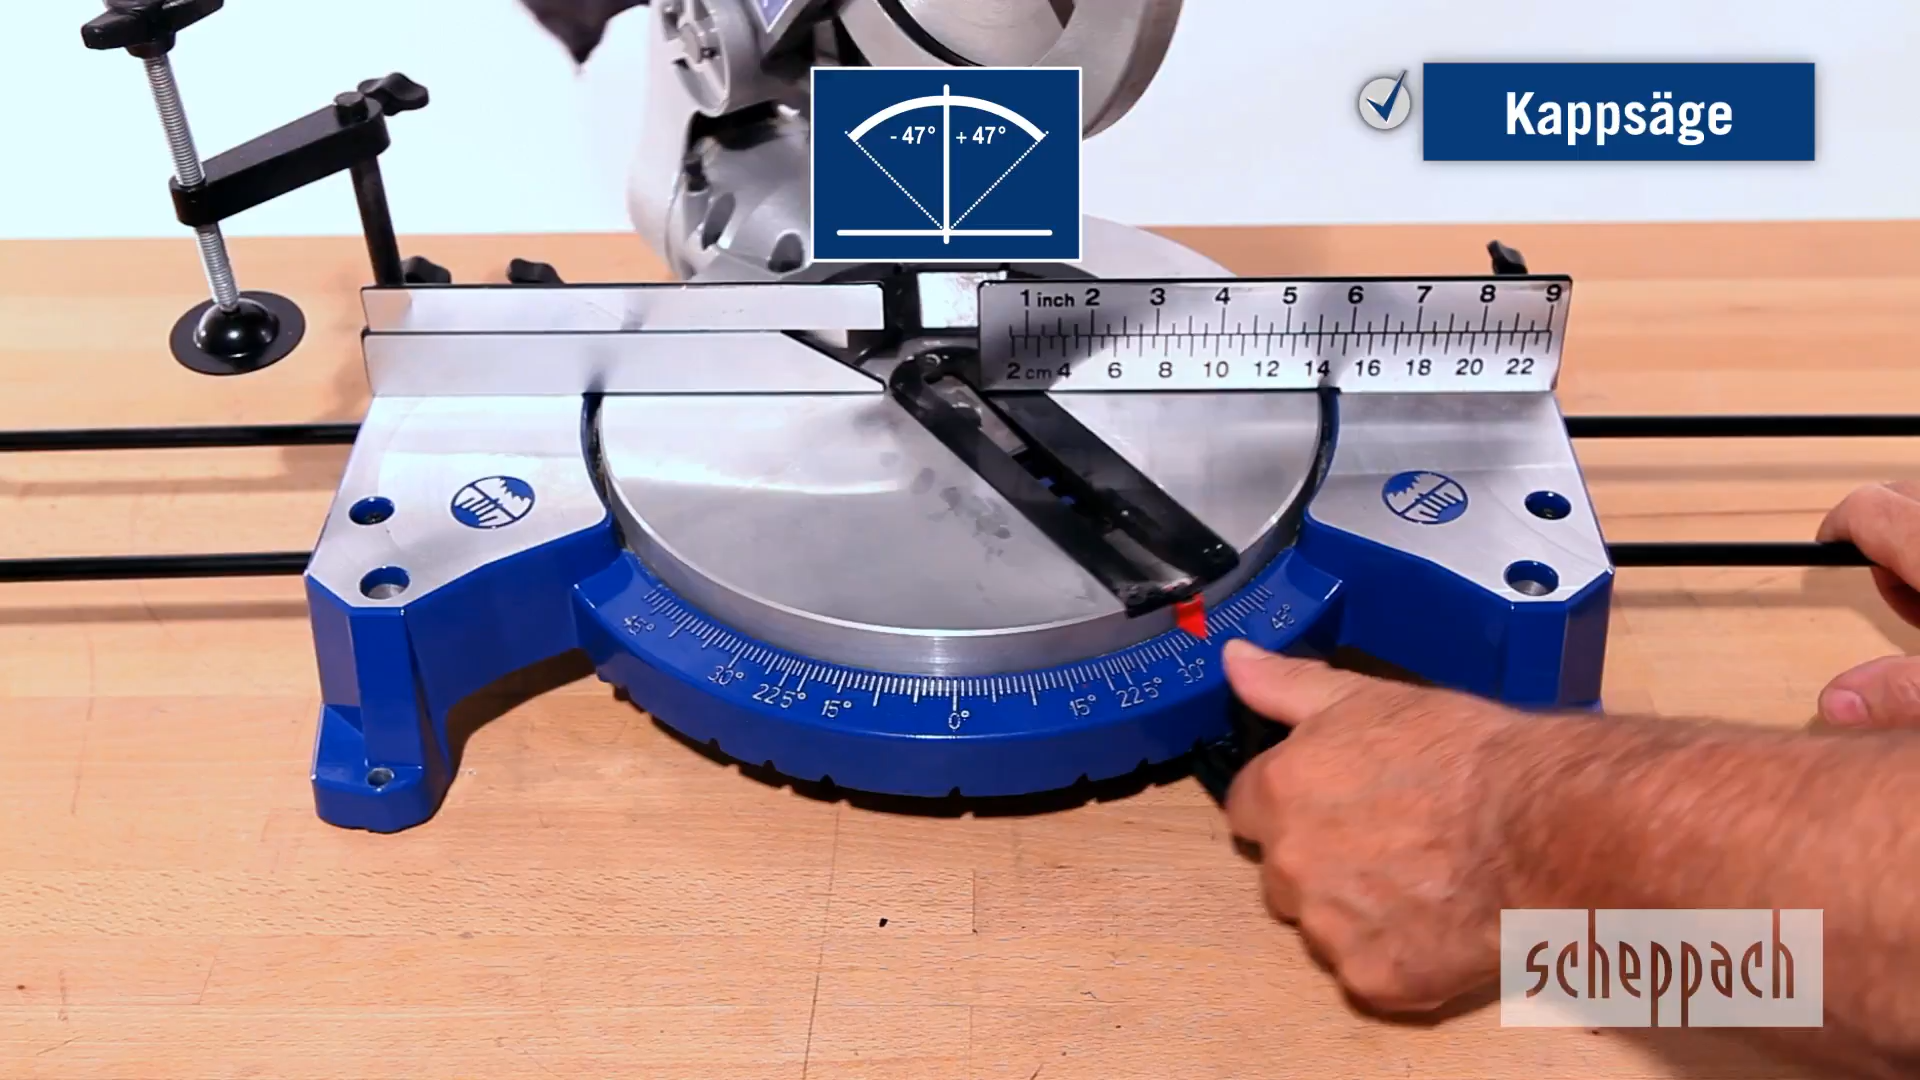 Kappsäge
- 47° + 47°
1 inch 2 3 4 5 6 7 8 9
2 cm 4 6 8 10 12 14 16 18 20 22
45° 30° 22.5° 15° 0° 15° 22.5° 30° 45°
scheppach